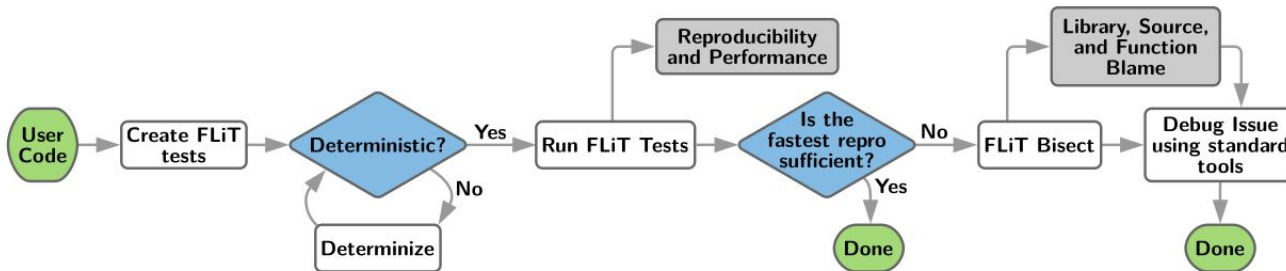 User
Code
Create FLiT
tests
Deterministic?
Yes
No
Determinize
Run FLiT Tests
Reproducibility
and Performance
Is the
fastest repro
sufficient?
Yes
Done
No
FLiT Bisect
Library, Source,
and Function
Blame
Debug Issue
using standard
tools
Done